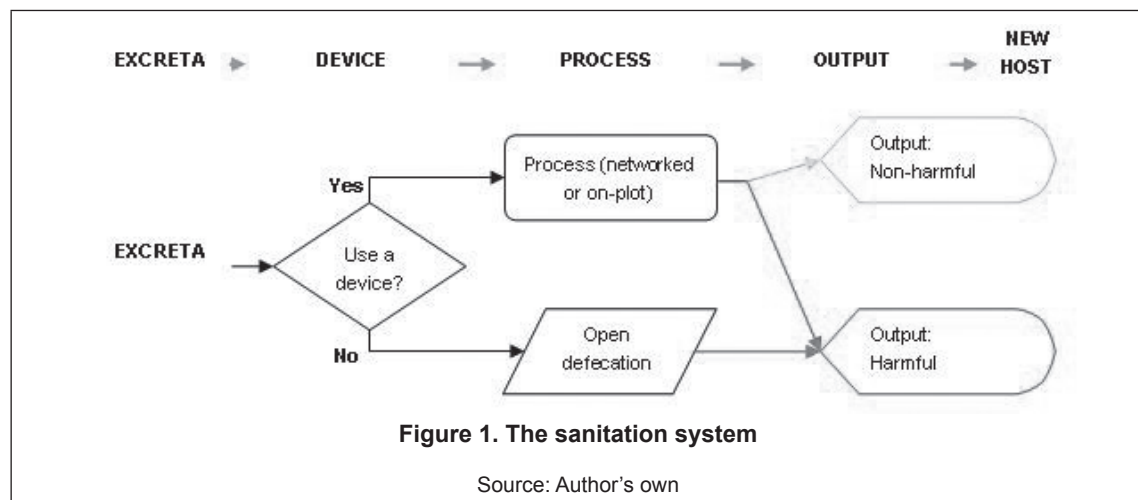 EXCRETA DEVICE PROCESS OUTPUT NEW
HOST
Output:
Non-harmful
Process (networked
or on-plot)
Yes
EXCRETA
Use a
device?
No
Open
defecation
Output:
Harmful
Figure 1. The sanitation system
Source: Author's own